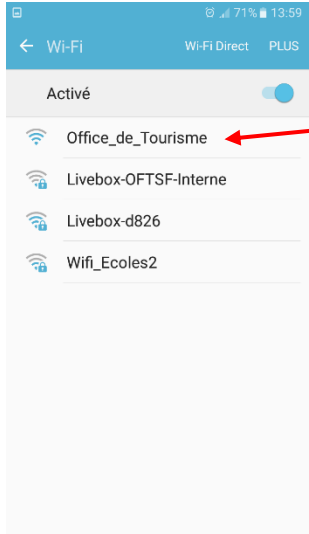 71% 13:59
Wi-Fi Wi-Fi Direct PLUS
Activé
Office_de_Tourisme
Livebox-OFTSF-Interne
Livebox-d826
Wifi_Ecoles2